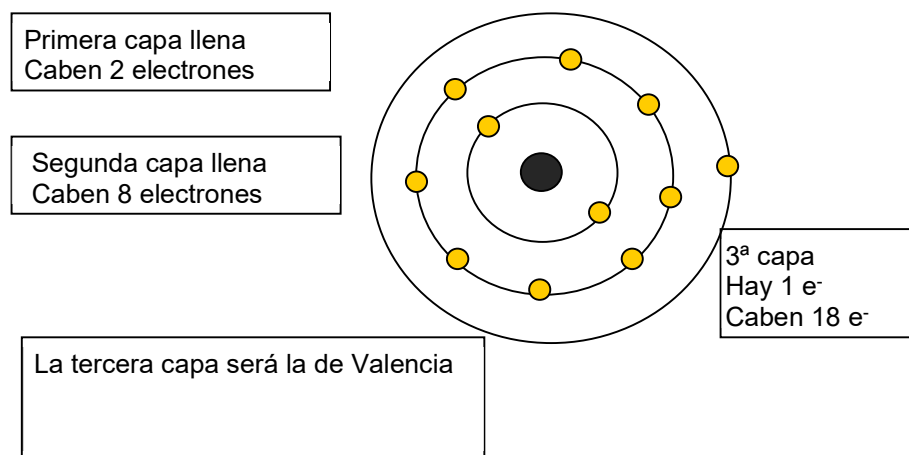 Primera capa llena
Caben 2 electrones
Segunda capa llena
Caben 8 electrones
3ª capa
Hay 1 e-
Caben 18 e-
La tercera capa será la de Valencia